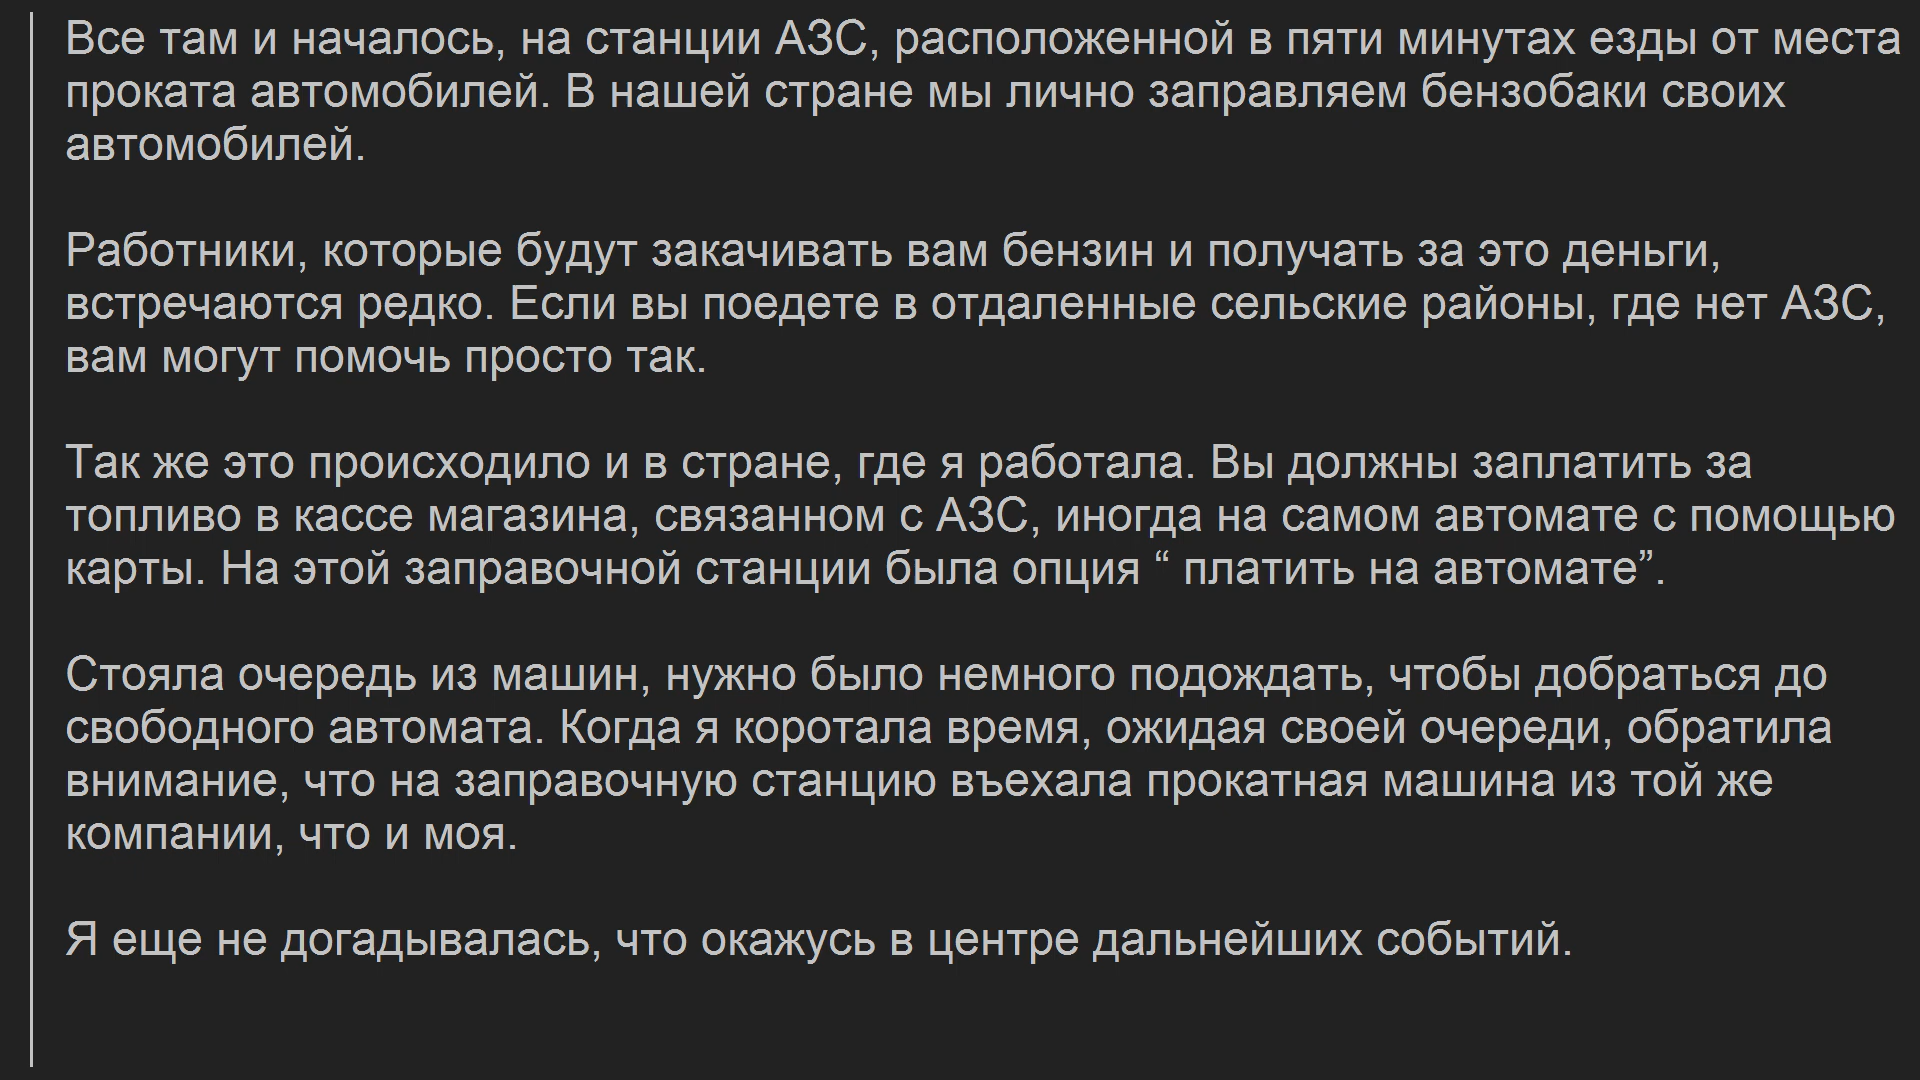 Все там и началось, на станции АЗС, расположенной в пяти минутах езды от места
проката автомобилей. В нашей стране мы лично заправляем бензобаки своих
автомобилей.
Работники, которые будут закачивать вам бензин и получать за это деньги,
встречаются редко. Если вы поедете в отдаленные сельские районы, где нет АЗС,
вам могут помочь просто так.
Так же это происходило и в стране, где я работала. Вы должны заплатить за
топливо в кассе магазина, связанном с АЗС, иногда на самом автомате с помощью
карты. На этой заправочной станции была опция “ платить на автомате”.
Стояла очередь из машин, нужно было немного подождать, чтобы добраться до
свободного автомата. Когда я коротала время, ожидая своей очереди, обратила
внимание, что на заправочную станцию въехала прокатная машина из той же
компании, что и моя.
Я еще не догадывалась, что окажусь в центре дальнейших событий.